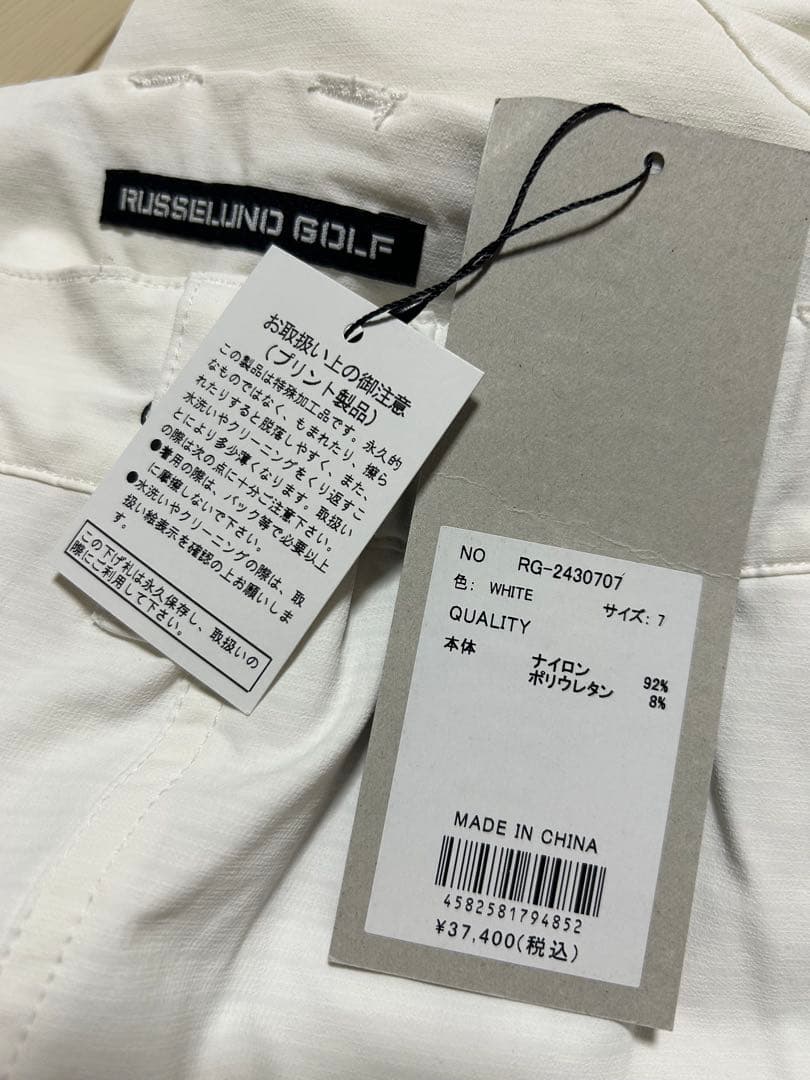 RUSSELUNO GOLF
お取扱い上の御注意
(プリント製品)
この製品は特殊加工品です。永久的
なものではなく、もまれたり、擦ら
れたりすると脱落しやすく、また、
水洗いやクリーニングをくり返すこ
とにより多少薄くなります。取扱い
の際は次の点に十分ご注意下さい。
●着用の際は、バック等で必要以上
に摩擦しないで下さい。
●水洗いやクリーニングの際は、取
扱い絵表示を確認の上お願いしま
す。
この下げ札は永久保存し、取扱いの
際にご利用して下さい。
NO RG-2430707
色: WHITE サイズ: 7
QUALITY
本体 ナイロン 92%
ポリウレタン 8%
MADE IN CHINA
4582581794852
¥37,400(税込)